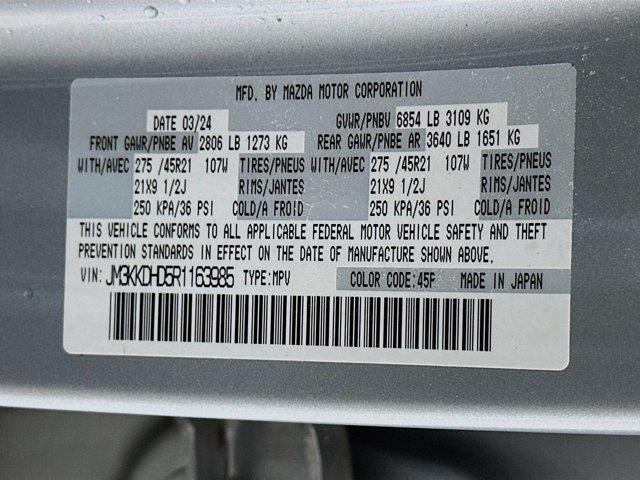 MFD. BY MAZDA MOTOR CORPORATION
DATE 03/24 GVWR/PNBV 6854 LB 3109 KG
FRONT GAWR/PNBE AV 2806 LB 1273 KG REAR GAWR/PNBE AR 3640 LB 1651 KG
WITH/AVEC 275 /45R21 107W TIRES/PNEUS WITH/AVEC 275 /45R21 107W TIRES/PNEUS
21X9 1/2J RIMS/JANTES 21X9 1/2J RIMS/JANTES
250 KPA/36 PSI COLD/A FROID 250 KPA/36 PSI COLD/A FROID
THIS VEHICLE CONFORMS TO ALL APPLICABLE FEDERAL MOTOR VEHICLE SAFETY AND THEFT
PREVENTION STANDARDS IN EFFECT ON THE DATE OF MANUFACTURE SHOWN ABOVE.
VIN: JM3KKDHD5R1163985 TYPE:MPV COLOR CODE:45P MADE IN JAPAN